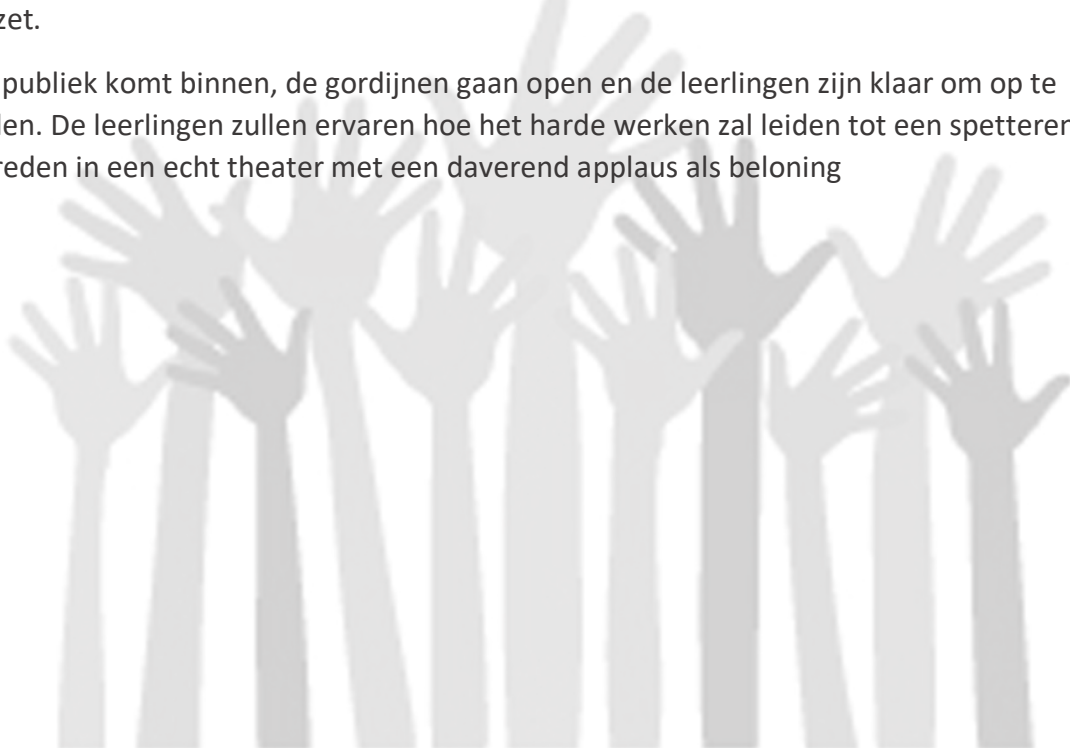 zet.
publiek komt binnen, de gordijnen gaan open en de leerlingen zijn klaar om op te
len. De leerlingen zullen ervaren hoe het harde werken zal leiden tot een spetteren
reden in een echt theater met een daverend applaus als beloning